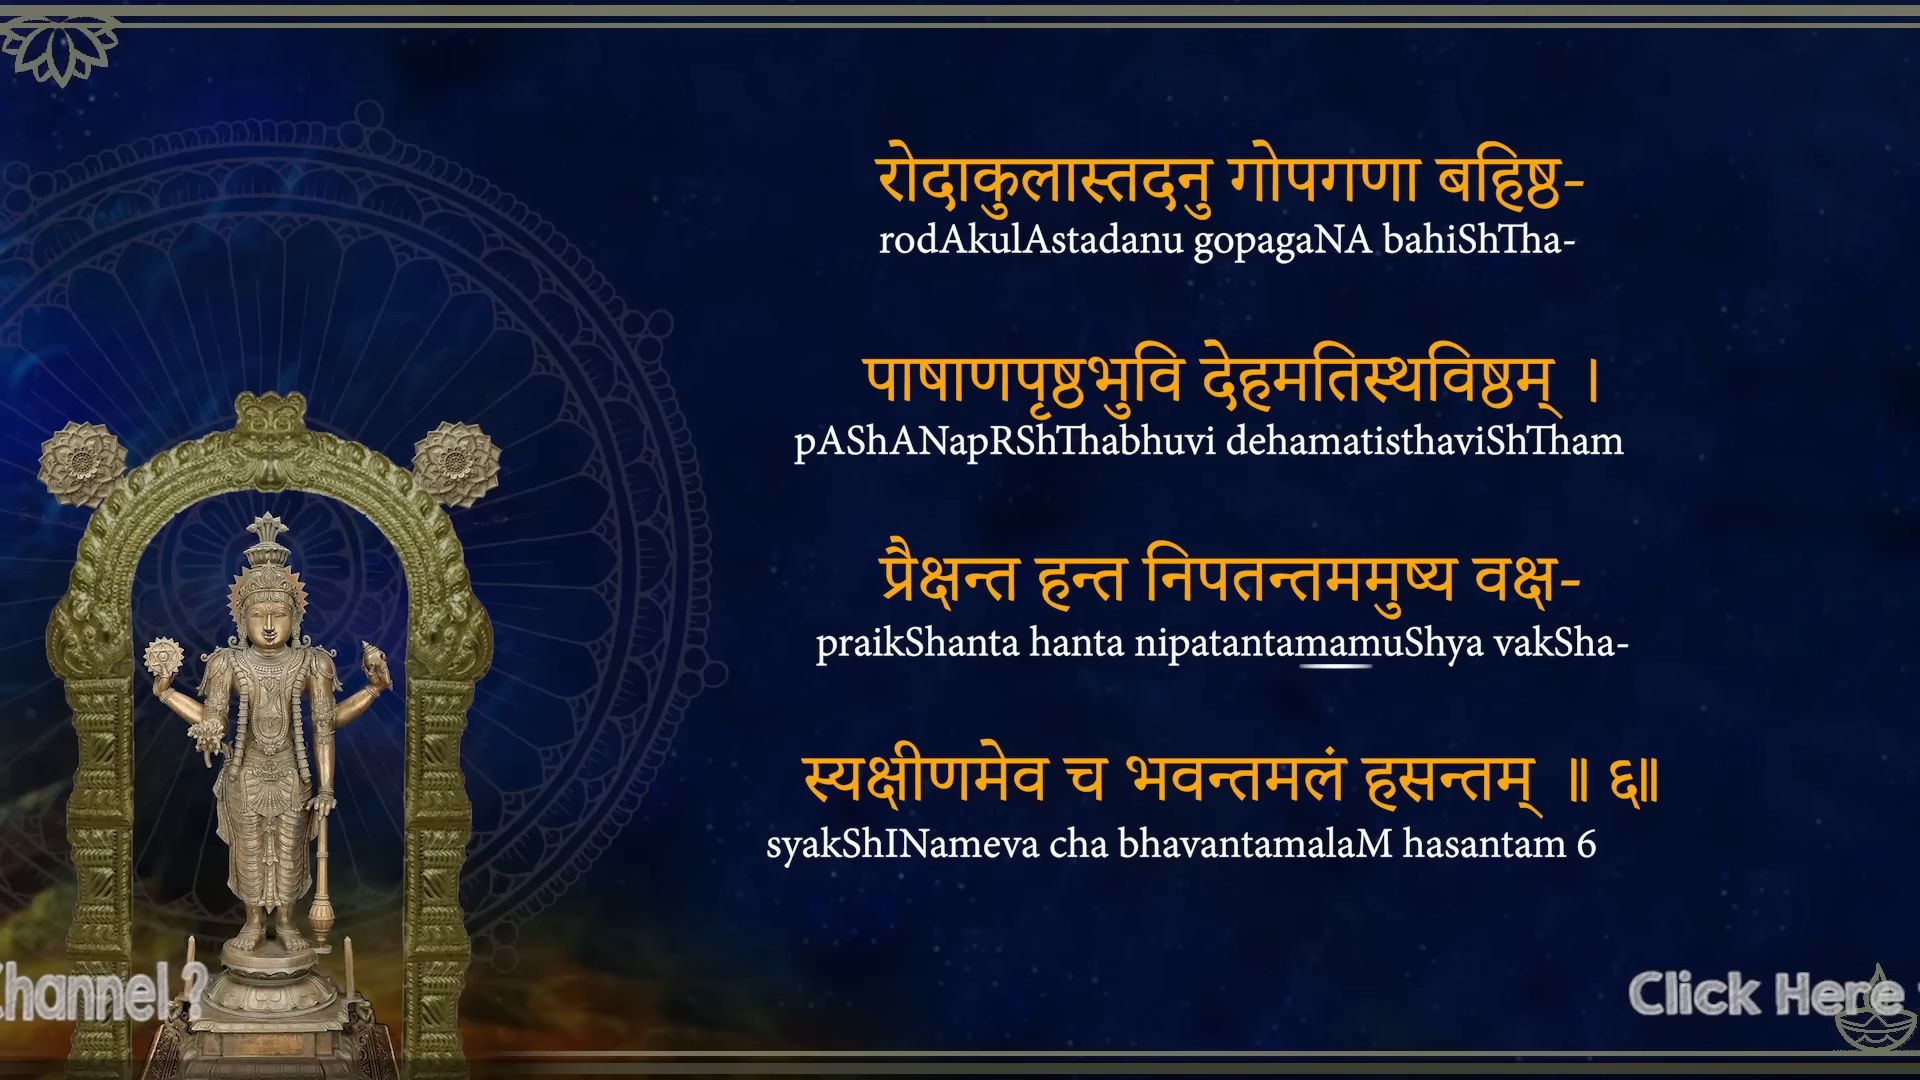 रोदाकुलास्तदनु गोपगणा बहिष्ठ-
rodAkulAstadanu gopagaNA bahiShTha-
पाषाणपृष्ठभुवि देहमतिस्थविष्ठम् ।
pAShANapRShThabhuvi dehamatisthaviShTham
प्रैक्षन्त हन्त निपतन्तममुष्य वक्ष-
praikShanta hanta nipatantamamuShya vakSha-
स्यक्षीणमेव च भवन्तमलं हसन्तम् ॥ ६॥
syakShINameva cha bhavantamalaM hasantam 6
Channel ? Click Here